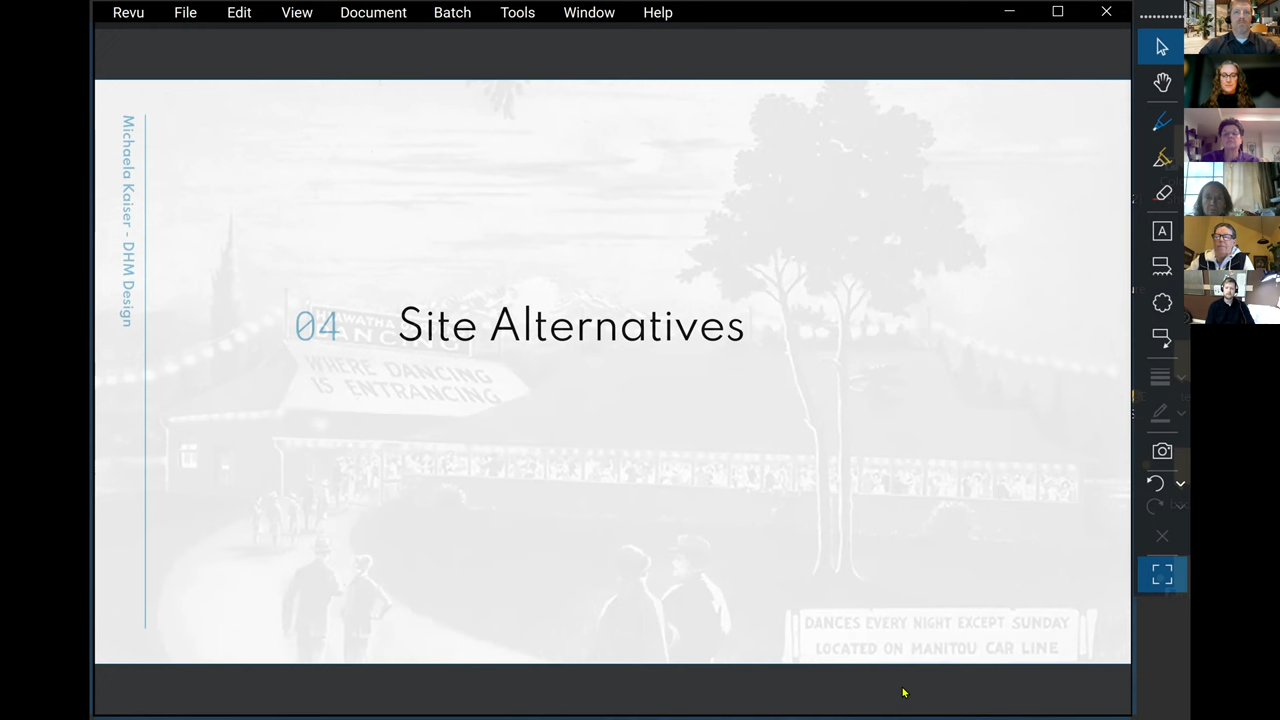 Revu File Edit View Document Batch Tools Window Help
Michaela Kaiser - DHM Design
04 Site Alternatives
WHERE DANCING
IS ENTRANCING
DANCES EVERY NIGHT EXCEPT SUNDAY
LOCATED ON MANITOU CAR LINE
A